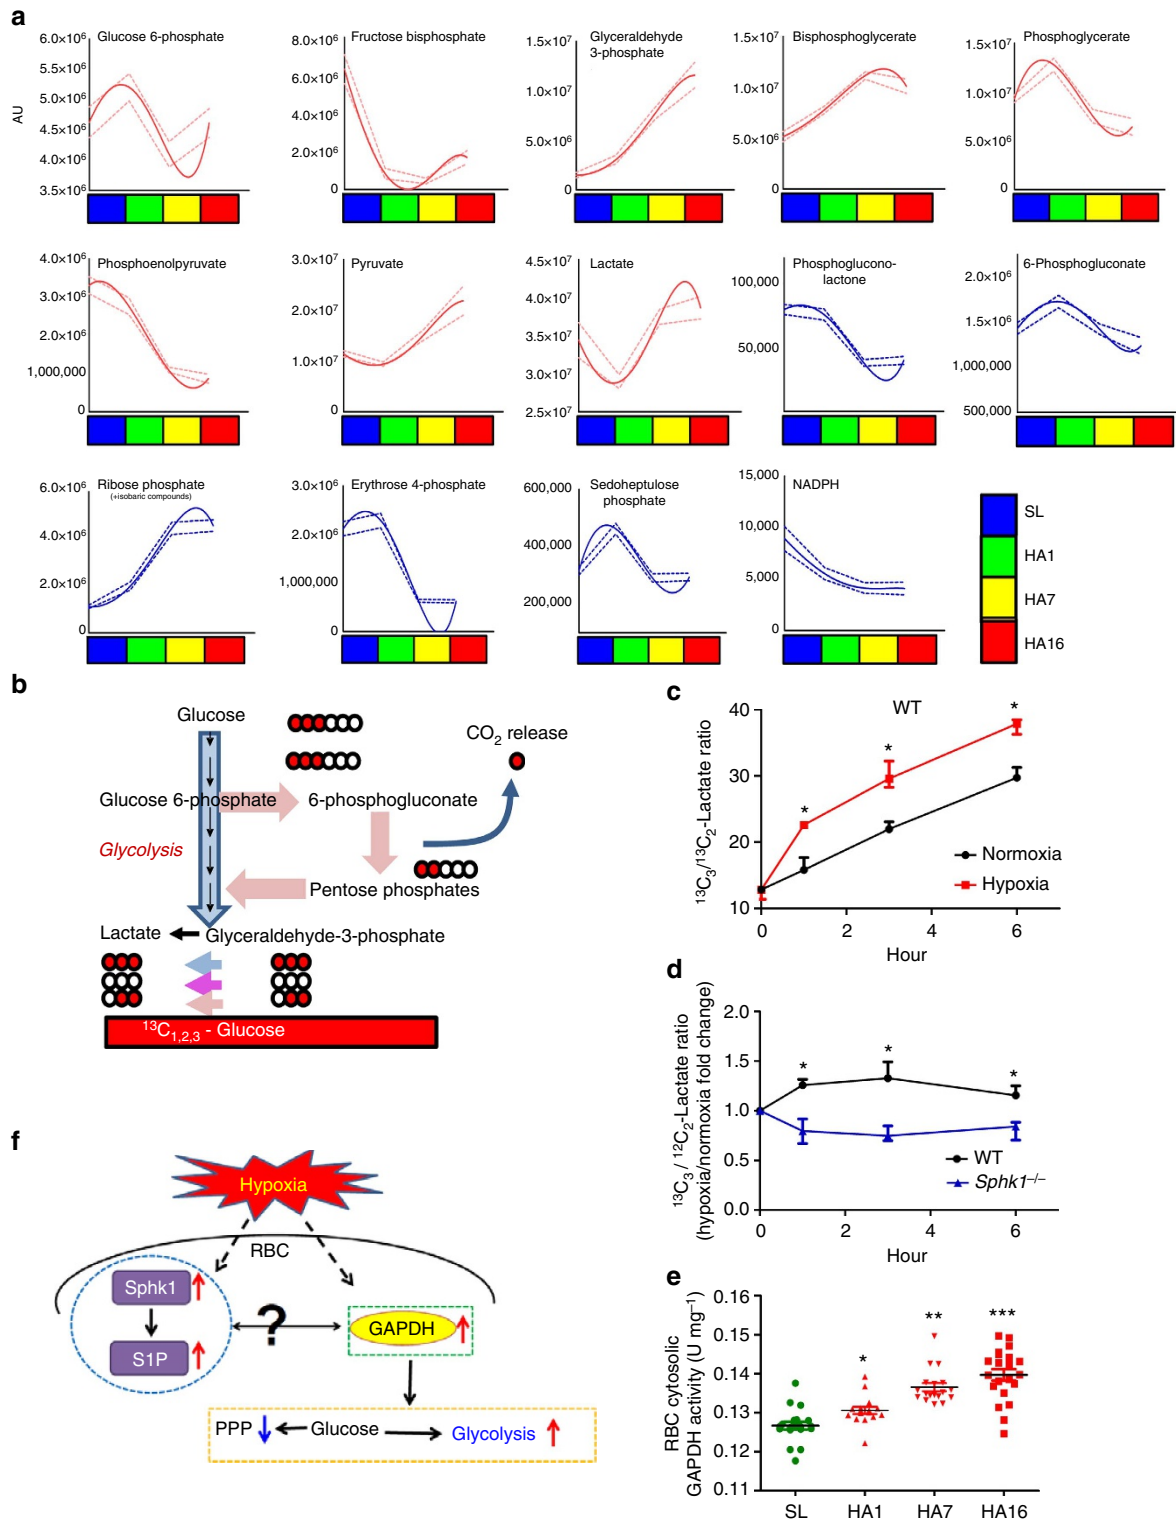 a
Glucose 6-phosphate
AU
6.0×10⁶
5.5×10⁶
5.0×10⁶
4.5×10⁶
4.0×10⁶
3.5×10⁶
Fructose bisphosphate
8.0×10⁶
6.0×10⁶
4.0×10⁶
2.0×10⁶
0
Glyceraldehyde
3-phosphate
1.5×10⁷
1.0×10⁷
5.0×10⁶
0
Bisphosphoglycerate
1.5×10⁷
1.0×10⁷
5.0×10⁶
0
Phosphoglycerate
1.5×10⁷
1.0×10⁷
5.0×10⁶
0
Phosphoenolpyruvate
4.0×10⁶
3.0×10⁶
2.0×10⁶
1,000,000
0
Pyruvate
3.0×10⁷
2.0×10⁷
1.0×10⁷
0
Lactate
4.5×10⁷
4.0×10⁷
3.5×10⁷
3.0×10⁷
2.5×10⁷
Phosphoglucono-
lactone
100,000
50,000
6-Phosphogluconate
2.0×10⁶
1.5×10⁶
1,000,000
500,000
Ribose phosphate
(+isobaric compounds)
6.0×10⁶
4.0×10⁶
2.0×10⁶
0
Erythrose 4-phosphate
3.0×10⁶
2.0×10⁶
1,000,000
0
Sedoheptulose
phosphate
600,000
400,000
200,000
NADPH
15,000
10,000
5,000
0
SL
HA1
HA7
HA16
b
Glucose
CO₂ release
Glucose 6-phosphate
6-phosphogluconate
Glycolysis
Pentose phosphates
Lactate
Glyceraldehyde-3-phosphate
¹³C₁,₂,₃ - Glucose
c
WT
¹³C₃/¹³C₂-Lactate ratio
40
30
20
10
* * *
Normoxia
Hypoxia
0 2 4 6
Hour
d
¹³C₃ / ¹²C₂-Lactate ratio
(hypoxia/normoxia fold change)
2.0
1.5
1.0
0.5
0.0
* * *
WT
Sphk1⁻/⁻
0 2 4 6
Hour
e
RBC cytosolic
GAPDH activity (U mg⁻¹)
0.16
0.15
0.14
0.13
0.12
0.11
* ** ***
SL HA1 HA7 HA16
f
Hypoxia
RBC
Sphk1
S1P
?
GAPDH
PPP
Glucose
Glycolysis